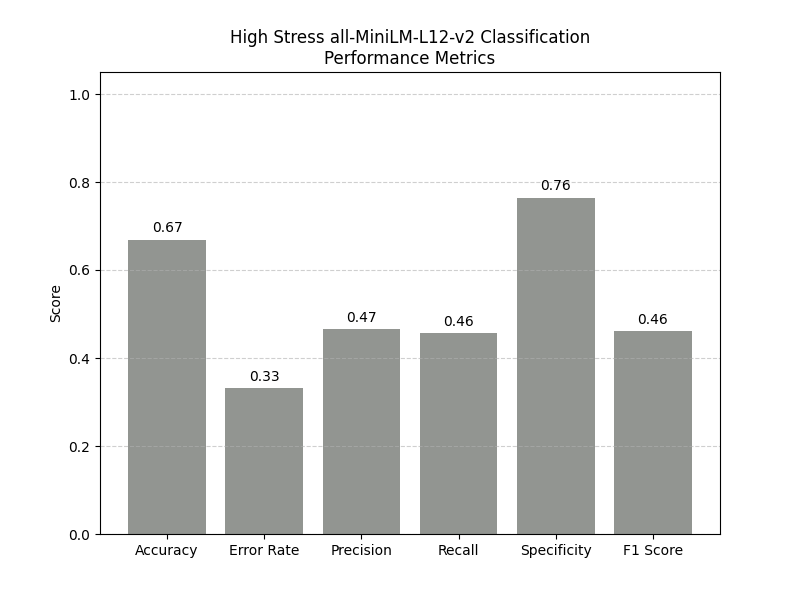 High Stress all-MiniLM-L12-v2 Classification
Performance Metrics
Score
1.0
0.8
0.6
0.4
0.2
0.0
0.67
0.33
0.47
0.46
0.76
0.46
Accuracy
Error Rate
Precision
Recall
Specificity
F1 Score